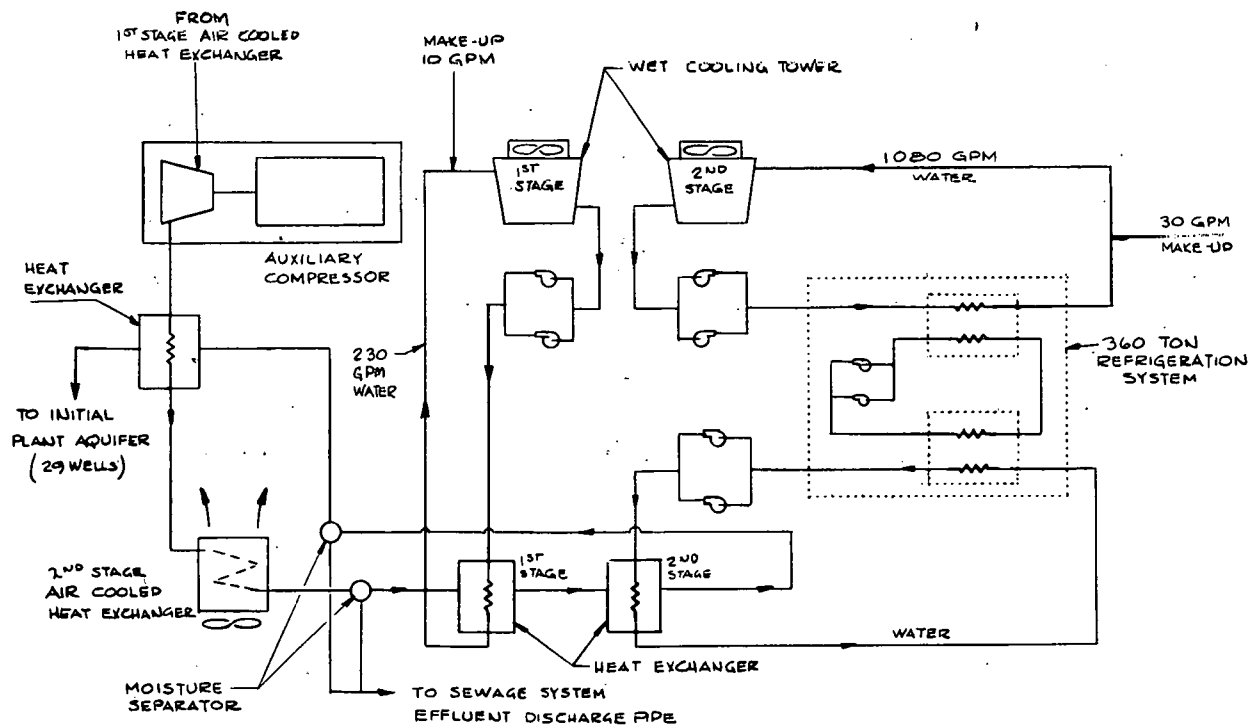 FROM
1ST STAGE AIR COOLED
HEAT EXCHANGER
MAKE-UP
10 GPM
WET COOLING TOWER
1ST
STAGE
2ND
STAGE
1080 GPM
WATER
30 GPM
MAKE-UP
AUXILIARY
COMPRESSOR
HEAT
EXCHANGER
230
GPM
WATER
360 TON
REFRIGERATION
SYSTEM
TO INITIAL
PLANT AQUIFER
(29 WELLS)
2ND STAGE
AIR COOLED
HEAT EXCHANGER
1ST
STAGE
2ND
STAGE
WATER
HEAT EXCHANGER
MOISTURE
SEPARATOR
TO SEWAGE SYSTEM
EFFLUENT DISCHARGE PIPE